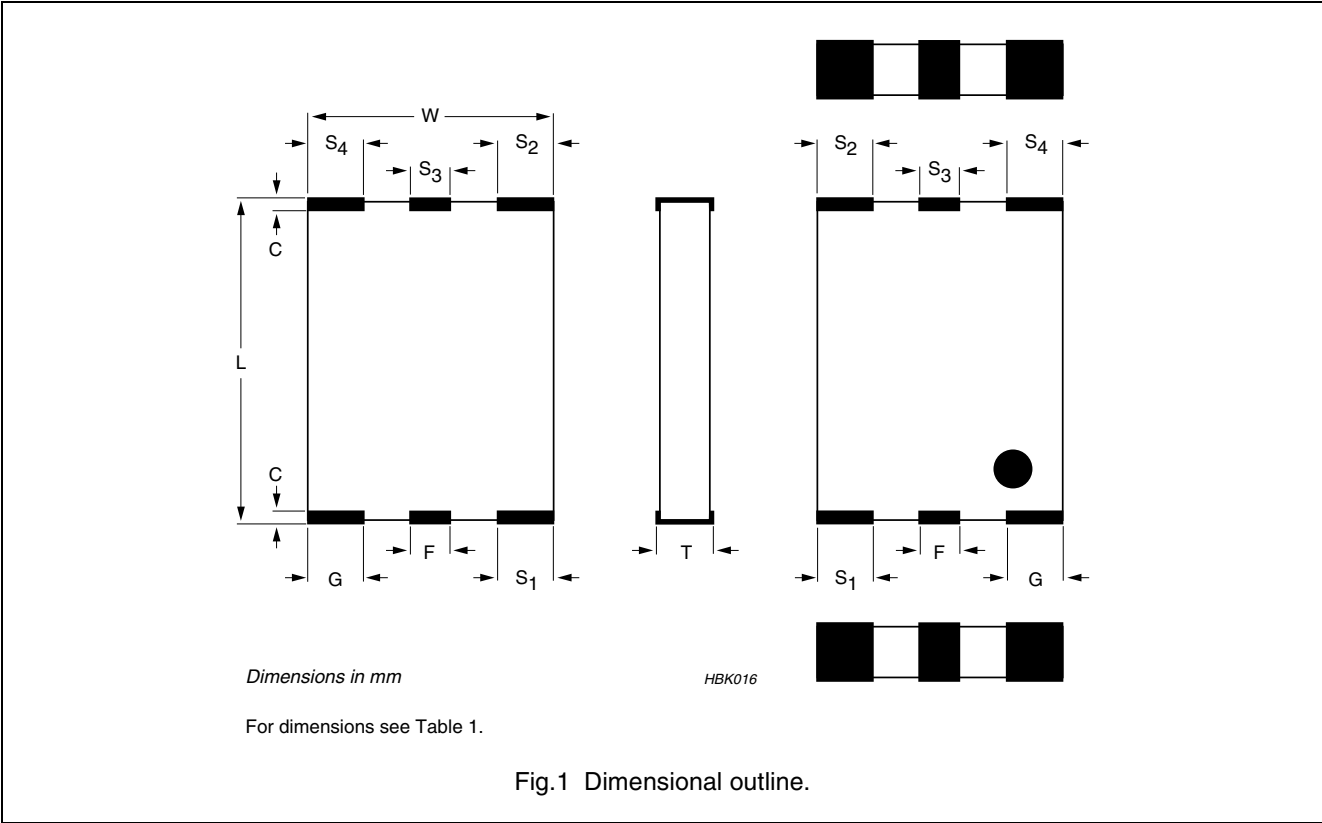 W
S4 S2 S2 S4
S3 S3
C
L
C
F T F
G S1 S1 G
Dimensions in mm HBK016
For dimensions see Table 1.
Fig.1 Dimensional outline.